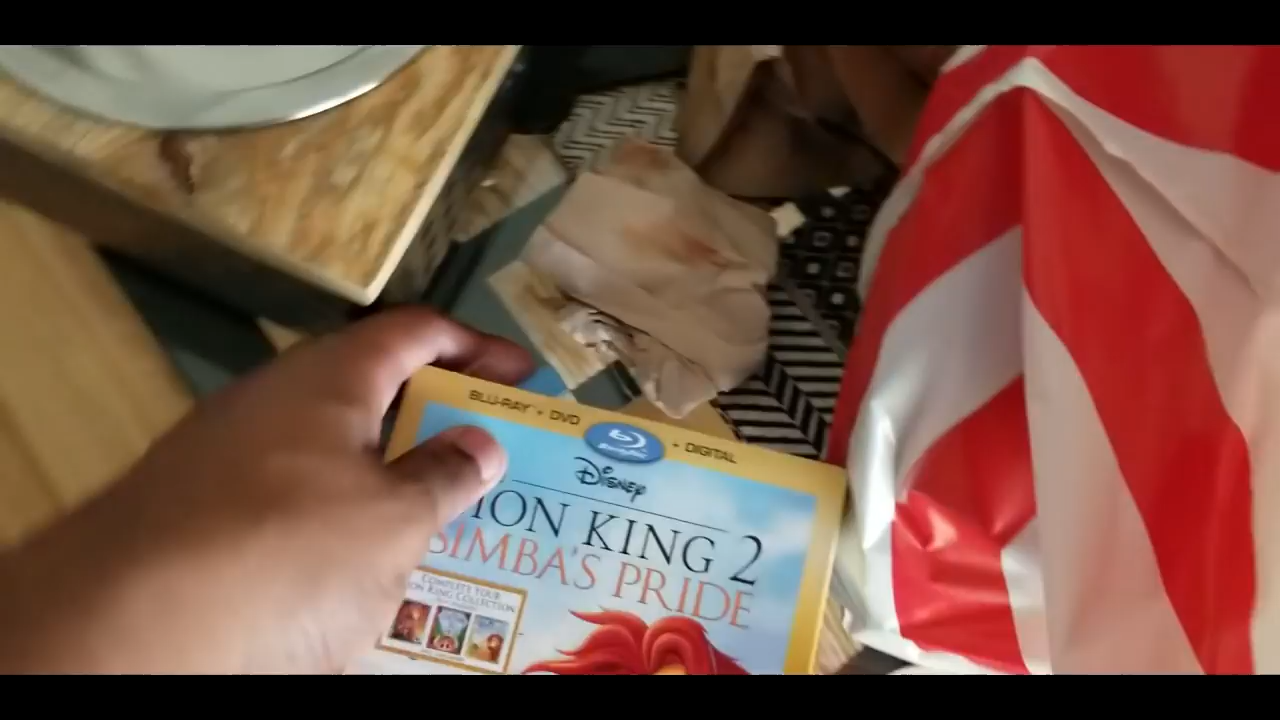 BLU-RAY + DVD + DIGITAL
Disney
ION KING 2
SIMBA'S PRIDE
COMPLETE YOUR
ON KING COLLECTION